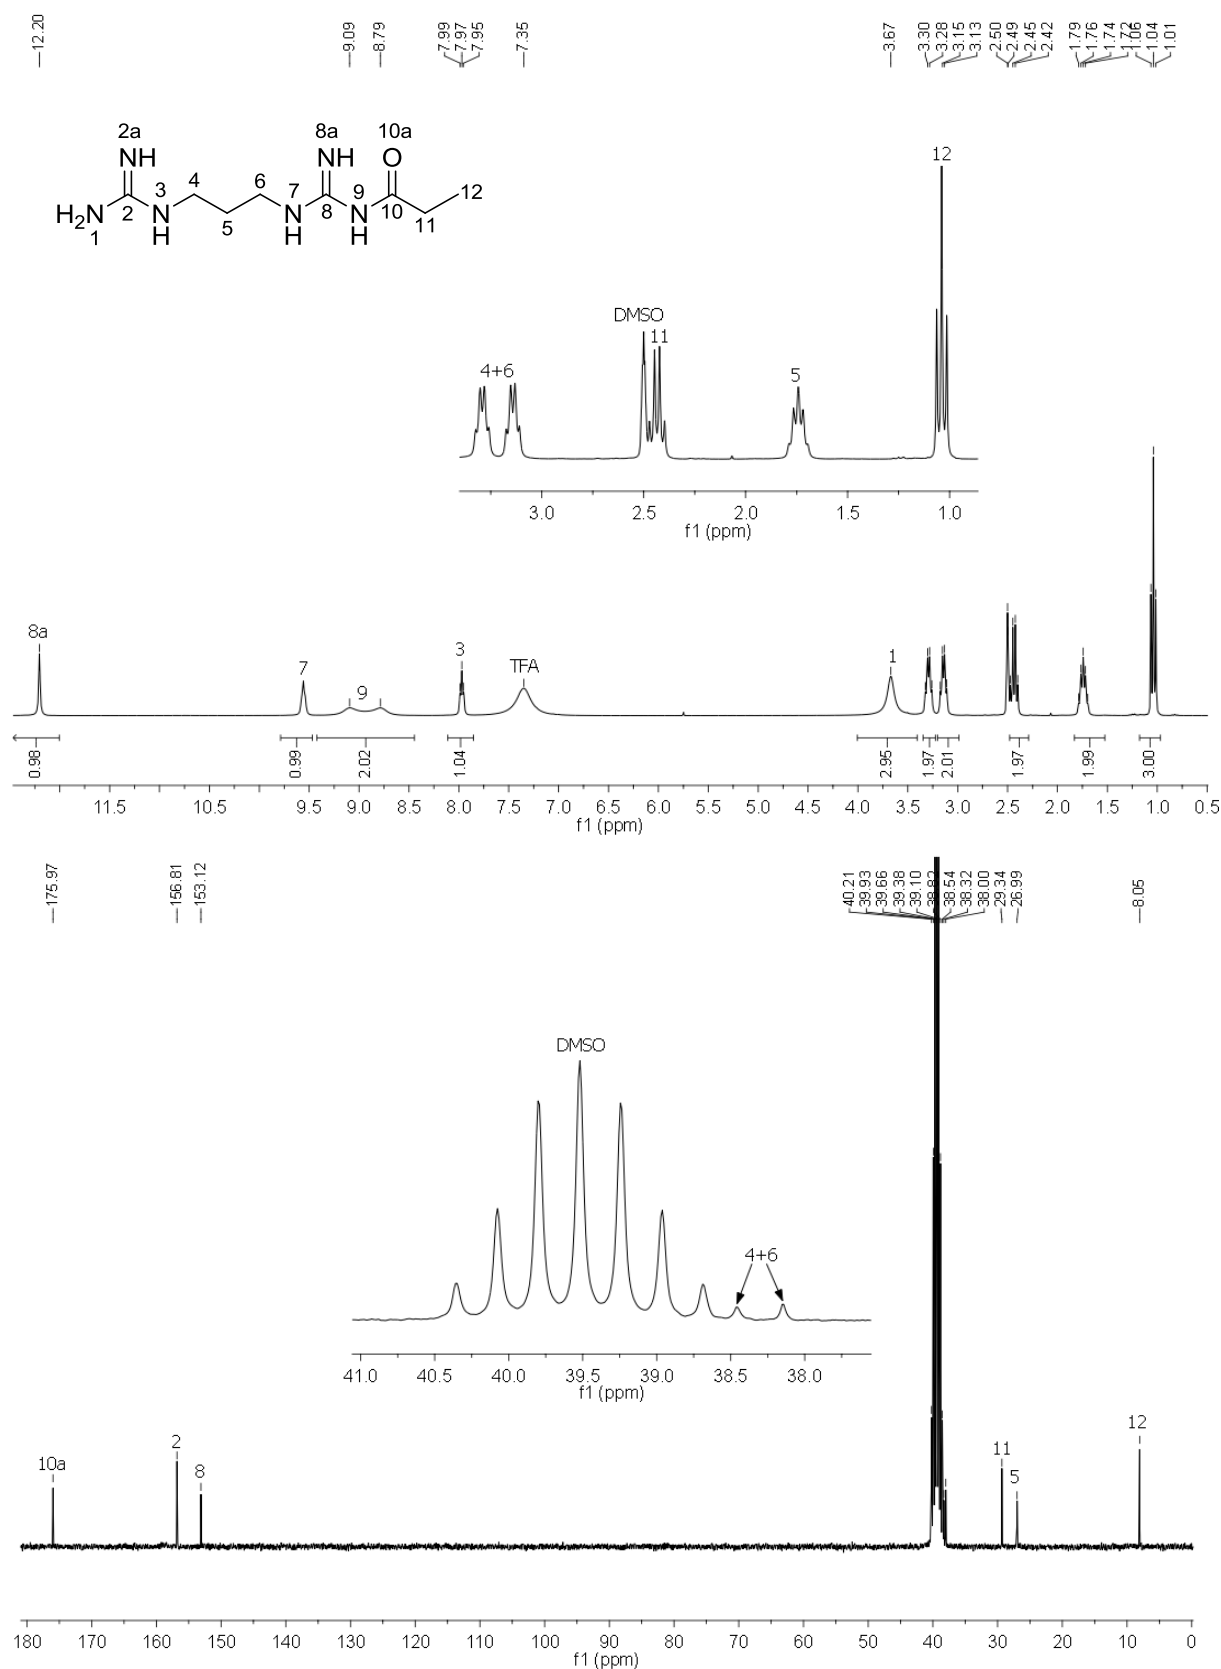 —12.20
—9.09
—8.79
7.99
7.97
7.95
—7.35
—3.67
3.30
3.28
3.15
3.13
2.50
2.49
2.45
2.42
1.79
1.76
1.74
1.72
1.06
1.04
1.01
2a 8a 10a
NH NH O
3 4 6 7 9 12
H2N 2 N 5 N 8 N 10 11
1 H H H
12
DMSO
11
4+6
5
3.0 2.5 2.0 1.5 1.0
f1 (ppm)
8a
7
9
3
TFA
1
0.98 0.99 2.02 1.04 2.95 1.97 2.01 1.97 1.99 3.00
11.5 10.5 9.5 9.0 8.5 8.0 7.5 7.0 6.5 6.0 5.5 5.0 4.5 4.0 3.5 3.0 2.5 2.0 1.5 1.0 0.5
f1 (ppm)
—175.97
—156.81
—153.12
40.21
39.93
39.66
39.38
39.10
38.82
38.54
38.32
38.00
29.34
26.99
—8.05
DMSO
4+6
41.0 40.5 40.0 39.5 39.0 38.5 38.0
f1 (ppm)
10a
2
8
11
5
12
180 170 160 150 140 130 120 110 100 90 80 70 60 50 40 30 20 10 0
f1 (ppm)